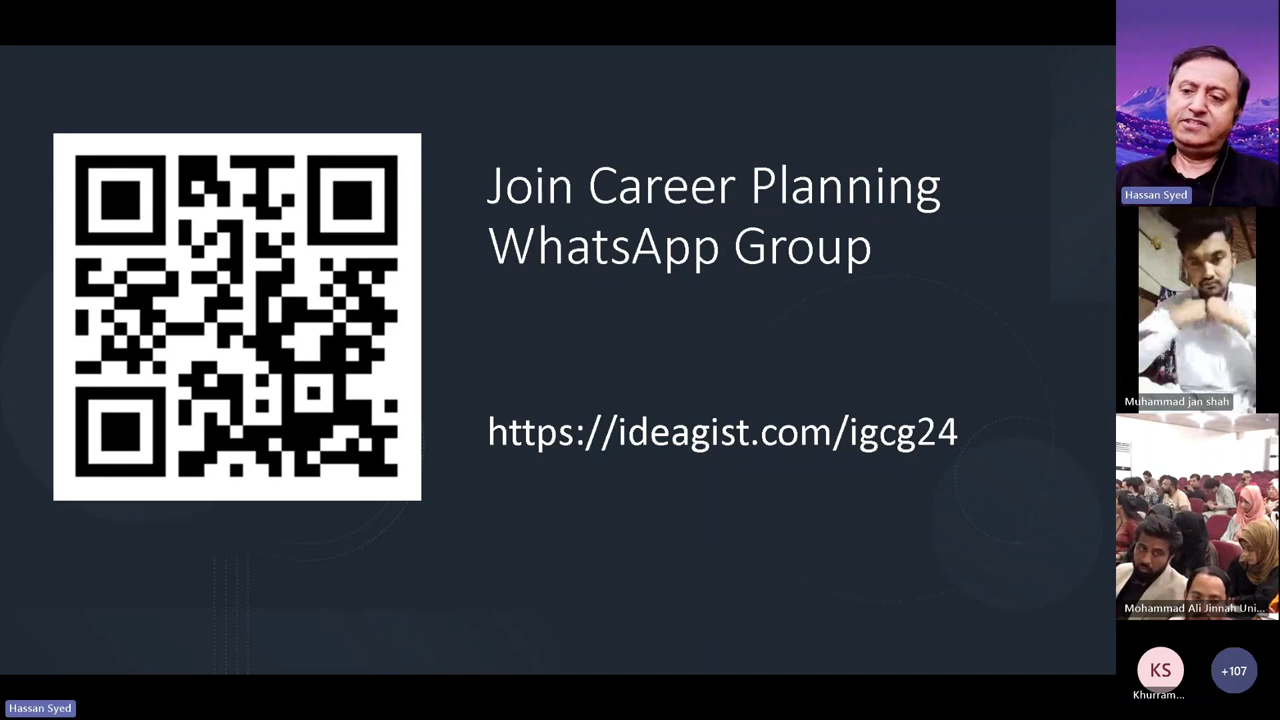 Join Career Planning
WhatsApp Group
https://ideagist.com/igcg24
Hassan Syed
Muhammad jan shah
Mohammad Ali Jinnah Uni...
KS
Khurram...
+107
Hassan Syed